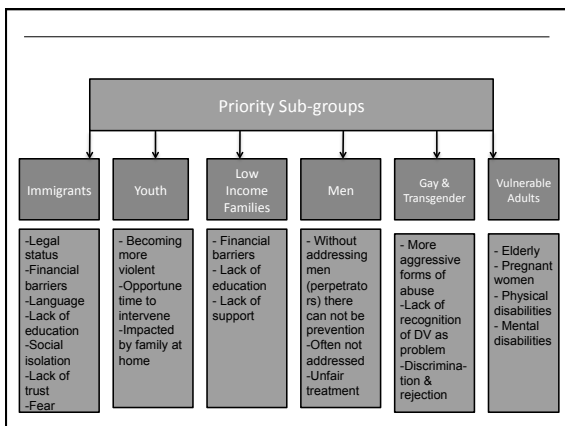 Priority Sub-groups
Immigrants
Youth
Low
Income
Families
Men
Gay &
Transgender
Vulnerable
Adults
-Legal
status
-Financial
barriers
-Language
-Lack of
education
-Social
isolation
-Lack of
trust
-Fear
- Becoming
more
violent
-Opportune
time to
intervene
-Impacted
by family at
home
- Financial
barriers
- Lack of
education
- Lack of
support
- Without
addressing
men
(perpetrato
rs) there
can not be
prevention
-Often not
addressed
-Unfair
treatment
- More
aggressive
forms of
abuse
-Lack of
recognition
of DV as
problem
-Discrimina-
tion &
rejection
- Elderly
- Pregnant
women
- Physical
disabilities
- Mental
disabilities